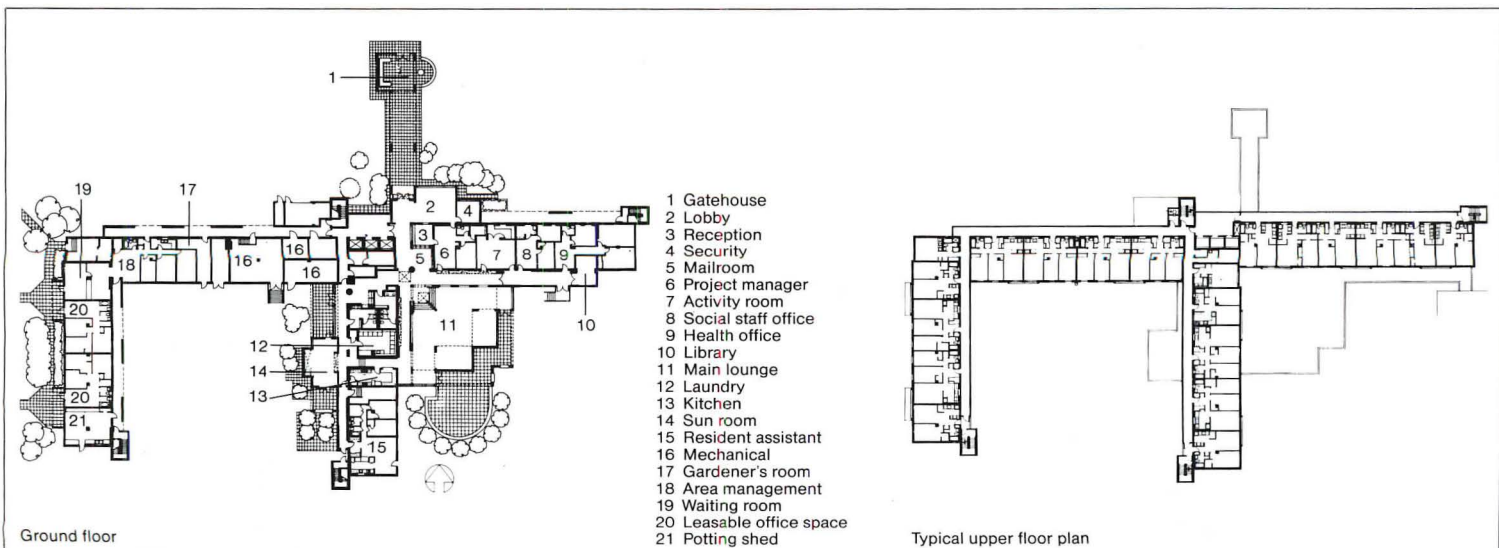 1
19
17
2
4
3
5
6
7
8
9
16
16
16
18
20
11
10
12
14
13
20
21
15
1 Gatehouse
2 Lobby
3 Reception
4 Security
5 Mailroom
6 Project manager
7 Activity room
8 Social staff office
9 Health office
10 Library
11 Main lounge
12 Laundry
13 Kitchen
14 Sun room
15 Resident assistant
16 Mechanical
17 Gardener's room
18 Area management
19 Waiting room
20 Leasable office space
21 Potting shed
Ground floor
Typical upper floor plan